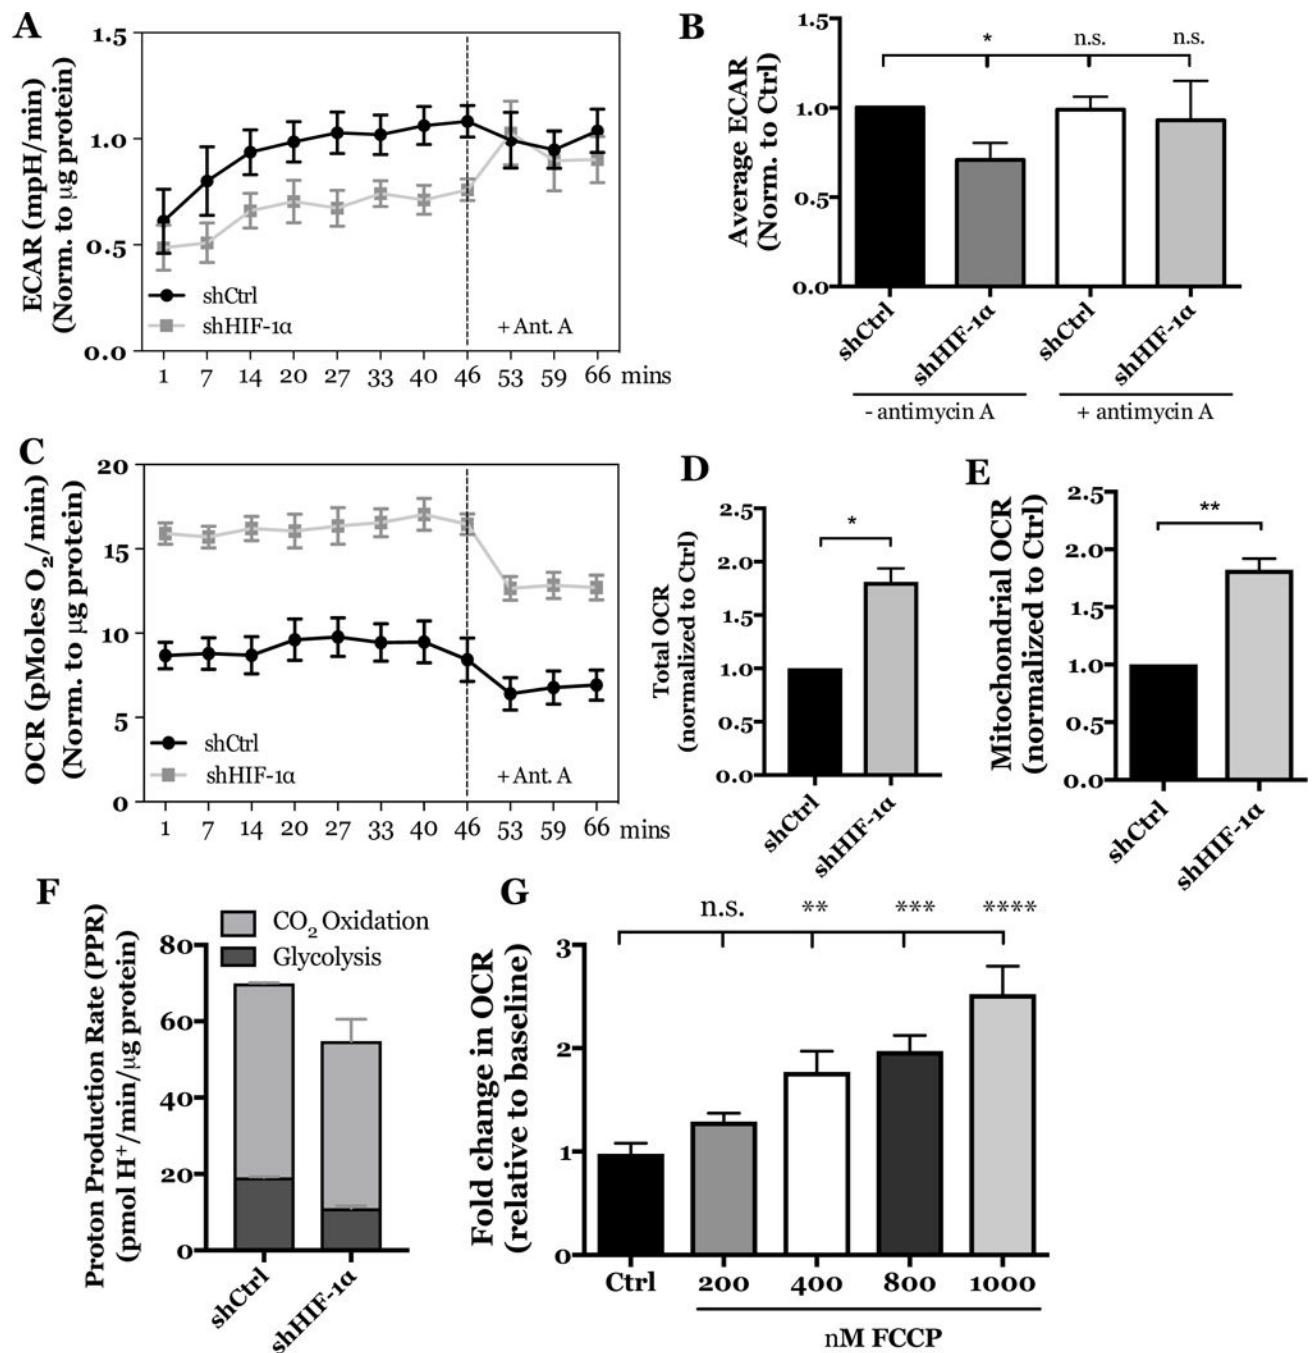 A
ECAR (mpH/min)
(Norm. to μg protein)
1.5
1.0
0.5
0.0
shCtrl
shHIF-1α
+ Ant. A
1 7 14 20 27 33 40 46 53 59 66 mins
B
Average ECAR
(Norm. to Ctrl)
1.5
1.0
0.5
0.0
* n.s. n.s.
shCtrl shHIF-1α shCtrl shHIF-1α
- antimycin A + antimycin A
C
OCR (pMoles O₂/min)
(Norm. to μg protein)
20
15
10
5
0
shCtrl
shHIF-1α
+ Ant. A
1 7 14 20 27 33 40 46 53 59 66 mins
D
Total OCR
(normalized to Ctrl)
2.5
2.0
1.5
1.0
0.5
0.0
*
shCtrl shHIF-1α
E
Mitochondrial OCR
(normalized to Ctrl)
2.5
2.0
1.5
1.0
0.5
0.0
**
shCtrl shHIF-1α
F
CO₂ Oxidation
Glycolysis
Proton Production Rate (PPR)
(pmol H⁺/min/μg protein)
80
60
40
20
0
shCtrl shHIF-1α
G
Fold change in OCR
(relative to baseline)
3
2
1
0
n.s. ** *** ****
Ctrl 200 400 800 1000
nM FCCP